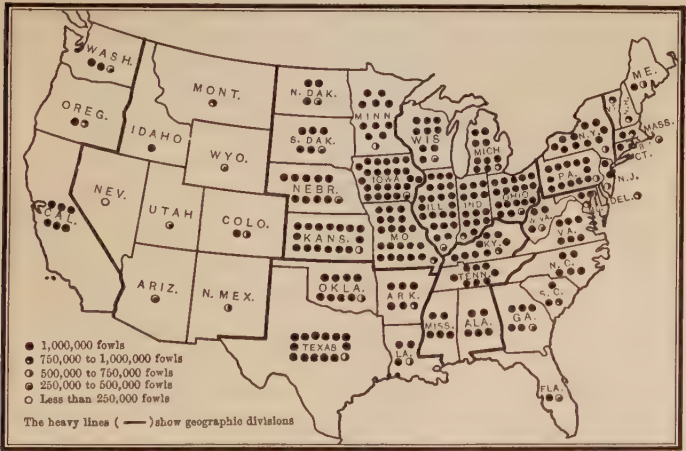 WASH.
MONT.
N. DAK.
MINN
ME.
OREG.
IDAHO
S. DAK.
WIS
MICH
N.Y.
MASS.
WYO.
CT.
NEBR.
IOWA
PA.
N.J.
NEV.
UTAH
COLO.
ILL
IND
OHIO
DEL.
CAL.
KANS.
MO
W.VA.
VA.
KY.
ARIZ.
N. MEX.
OKLA.
ARK.
TENN.
N.C.
S.C.
TEXAS
LA.
MISS.
ALA.
GA.
FLA.
1,000,000 fowls
750,000 to 1,000,000 fowls
500,000 to 750,000 fowls
250,000 to 500,000 fowls
Less than 250,000 fowls
The heavy lines ( — ) show geographic divisions